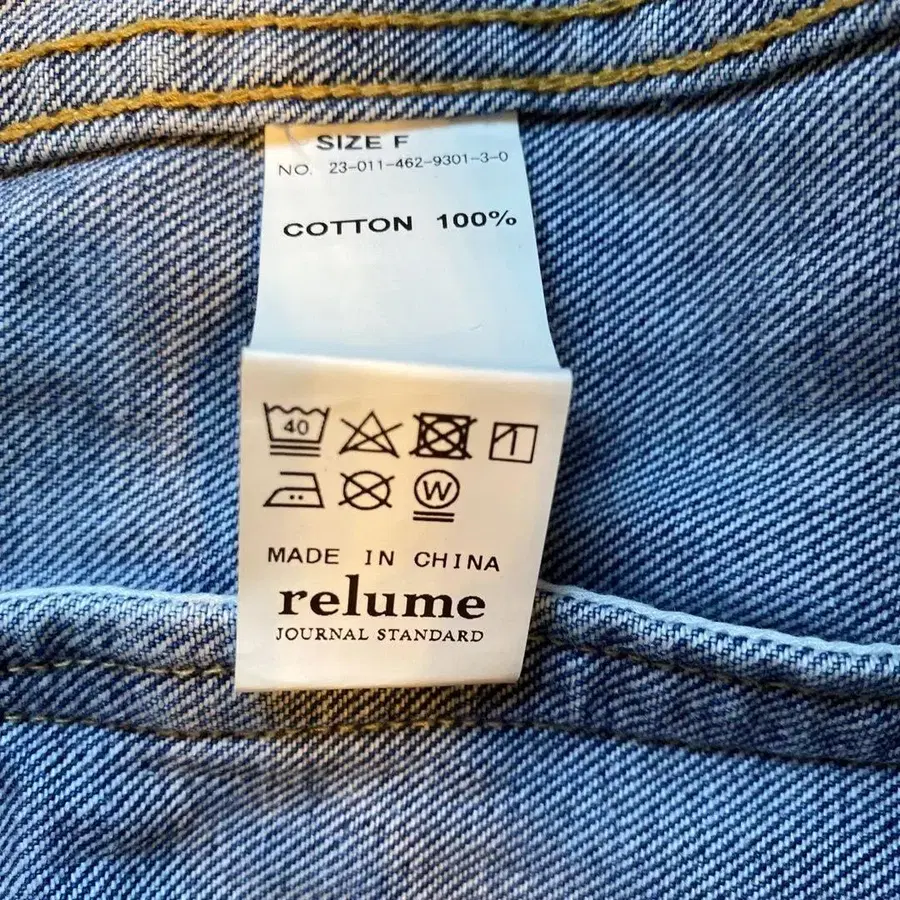 SIZE F
NO. 23-011-462-9301-3-0
COTTON 100%
40
W
MADE IN CHINA
relume
JOURNAL STANDARD